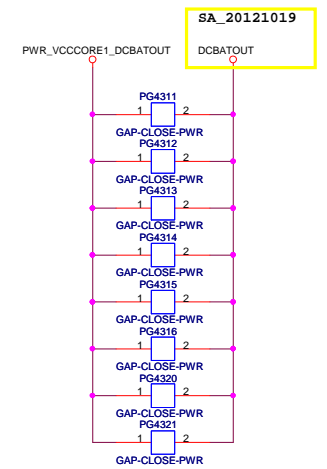 SA_20121019
PWR_VCCCORE1_DCBATOUT DCBATOUT
PG4311
1 2
GAP-CLOSE-PWR
PG4312
1 2
GAP-CLOSE-PWR
PG4313
1 2
GAP-CLOSE-PWR
PG4314
1 2
GAP-CLOSE-PWR
PG4315
1 2
GAP-CLOSE-PWR
PG4316
1 2
GAP-CLOSE-PWR
PG4320
1 2
GAP-CLOSE-PWR
PG4321
1 2
GAP-CLOSE-PWR